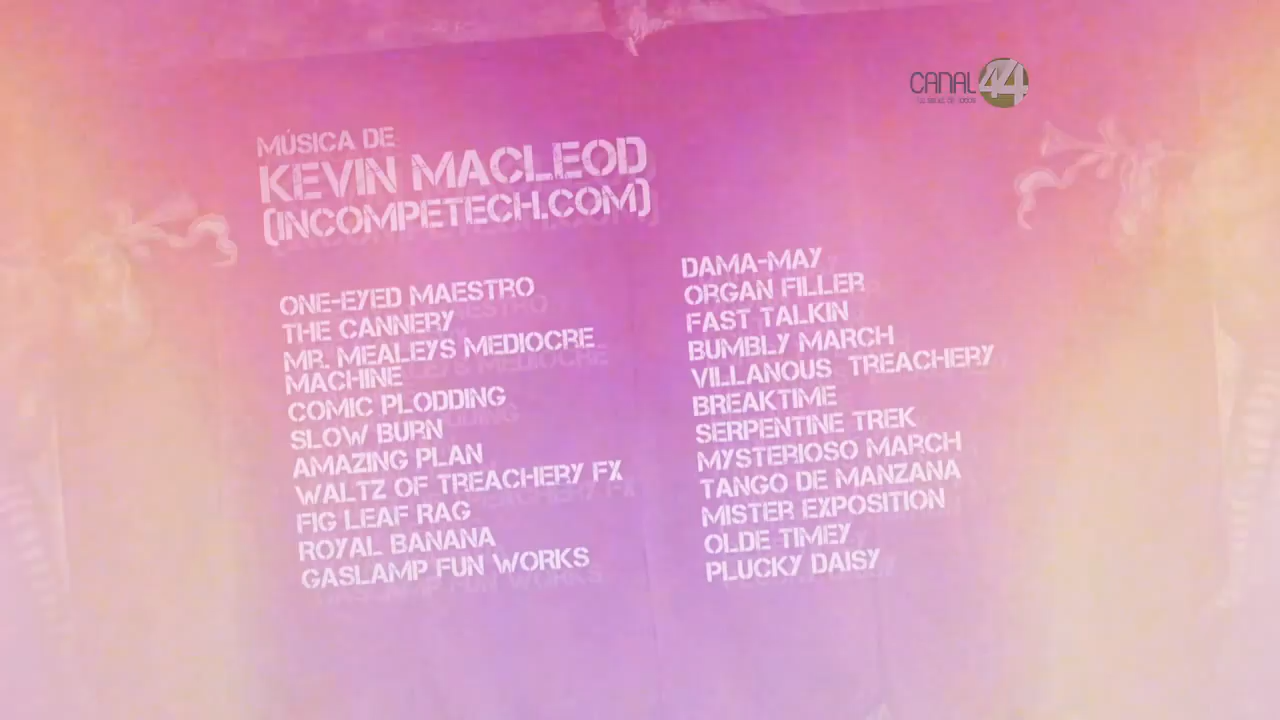 CANAL 44
MÚSICA DE
KEVIN MACLEOD
(INCOMPETECH.COM)
ONE-EYED MAESTRO
THE CANNERY
MR. MEALEYS MEDIOCRE
MACHINE
COMIC PLODDING
SLOW BURN
AMAZING PLAN
WALTZ OF TREACHERY FX
FIG LEAF RAG
ROYAL BANANA
GASLAMP FUN WORKS
DAMA-MAY
ORGAN FILLER
FAST TALKIN
BUMBLY MARCH
VILLANOUS TREACHERY
BREAKTIME
SERPENTINE TREK
MYSTERIOSO MARCH
TANGO DE MANZANA
MISTER EXPOSITION
OLDE TIMEY
PLUCKY DAISY